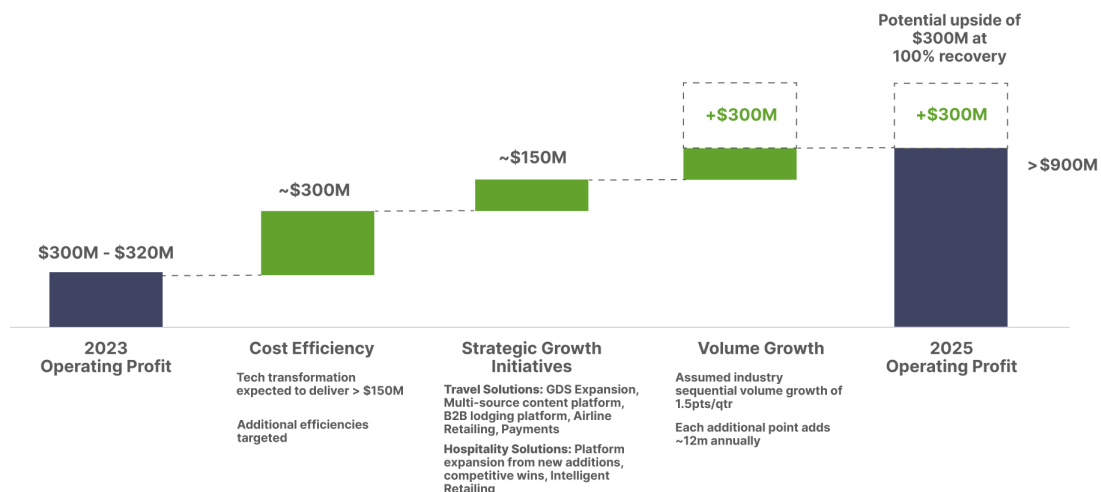 Potential upside of
$300M at
100% recovery
+$300M
+$300M
~$150M
>$900M
~$300M
$300M - $320M
2023
Operating Profit
Cost Efficiency
Tech transformation
expected to deliver > $150M
Additional efficiencies
targeted
Strategic Growth
Initiatives
Travel Solutions: GDS Expansion,
Multi-source content platform,
B2B lodging platform, Airline
Retailing, Payments
Hospitality Solutions: Platform
expansion from new additions,
competitive wins, Intelligent
Retailing
Volume Growth
Assumed industry
sequential volume growth of
1.5pts/qtr
Each additional point adds
~12m annually
2025
Operating Profit